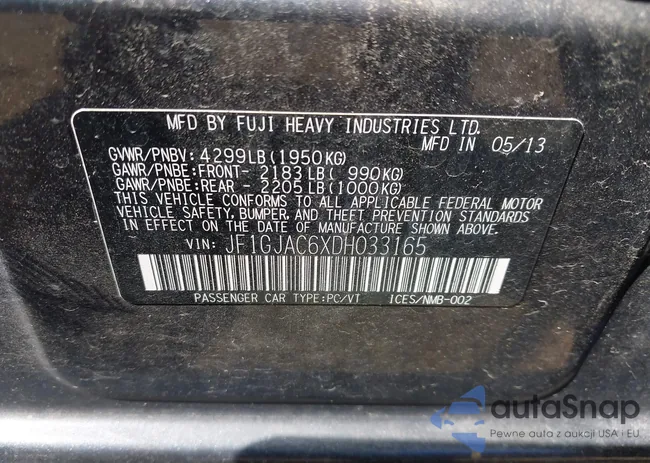 MFD BY FUJI HEAVY INDUSTRIES LTD.
MFD IN 05/13
GVWR/PNBV: 4299LB(1950KG)
GAWR/PNBE:FRONT- 2183LB( 990KG)
GAWR/PNBE:REAR - 2205LB(1000KG)
THIS VEHICLE CONFORMS TO ALL APPLICABLE FEDERAL MOTOR
VEHICLE SAFETY, BUMPER, AND THEFT PREVENTION STANDARDS
IN EFFECT ON THE DATE OF MANUFACTURE SHOWN ABOVE.
VIN: JF1GJAC6XDH033165
PASSENGER CAR TYPE:PC/VT ICES/NMB-002
autaSnap
Pewne auta z aukcji USA i EU